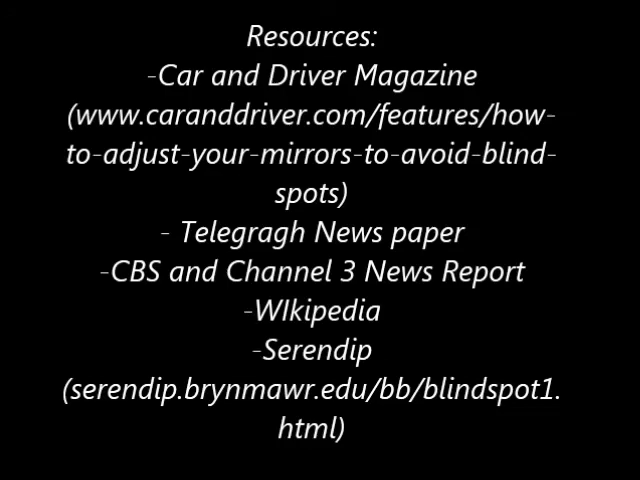 Resources:
-Car and Driver Magazine
(www.caranddriver.com/features/how-
to-adjust-your-mirrors-to-avoid-blind-
spots)
- Telegragh News paper
-CBS and Channel 3 News Report
-WIkipedia
-Serendip
(serendip.brynmawr.edu/bb/blindspot1.
html)